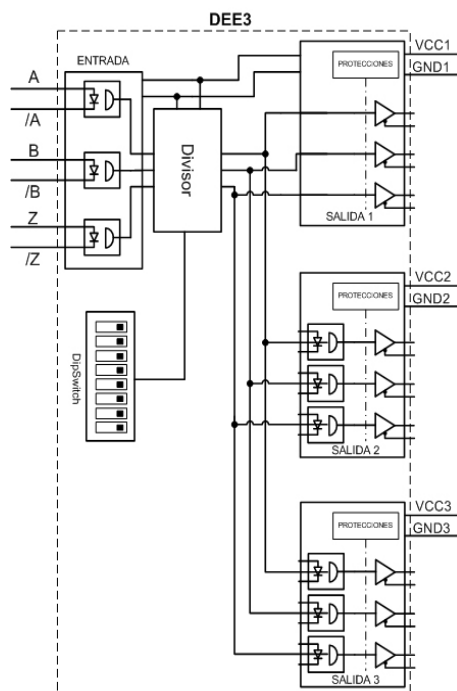 DEE3
ENTRADA
A
/A
B
/B
Z
/Z
Divisor
DipSwitch
PROTECCIONES
VCC1
GND1
SALIDA 1
PROTECCIONES
VCC2
GND2
SALIDA 2
PROTECCIONES
VCC3
GND3
SALIDA 3